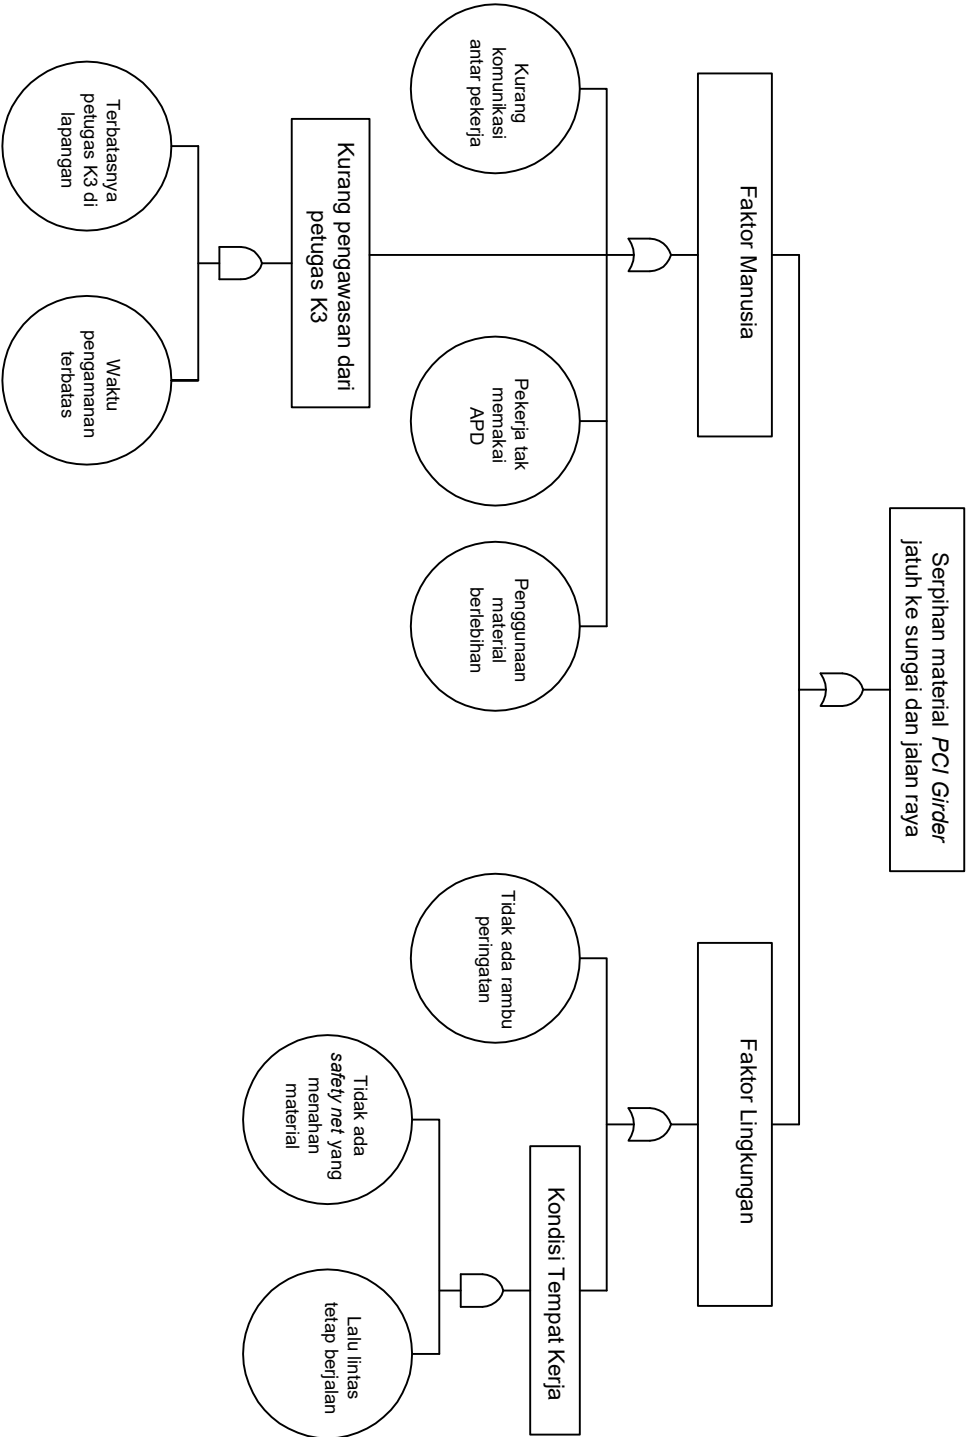 Serpihan material PCI Girder
jatuh ke sungai dan jalan raya
Faktor Manusia
Faktor Lingkungan
Kurang
komunikasi
antar pekerja
Pekerja tak
memakai
APD
Penggunaan
material
berlebihan
Tidak ada rambu
peringatan
Kondisi Tempat Kerja
Kurang pengawasan dari
petugas K3
Tidak ada
safety net yang
menahan
material
Lalu lintas
tetap berjalan
Terbatasnya
petugas K3 di
lapangan
Waktu
pengamanan
terbatas